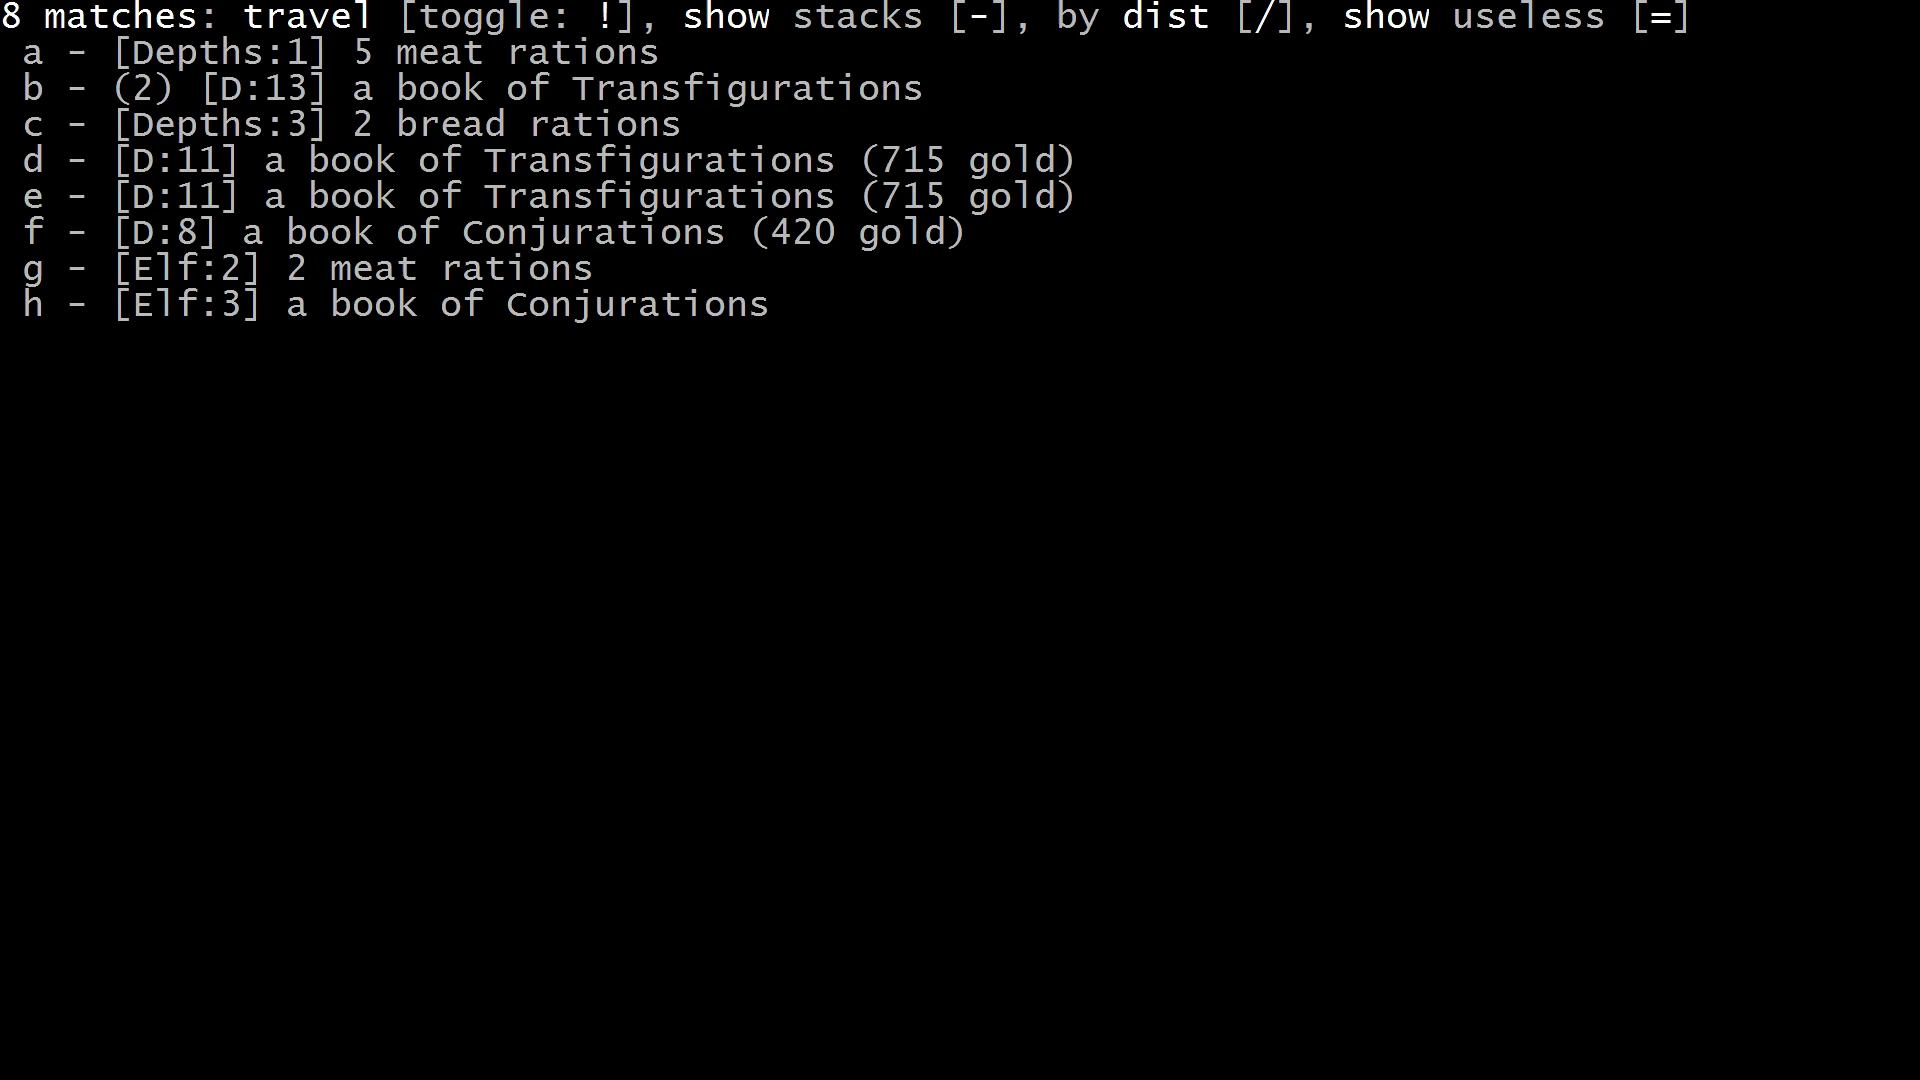 8 matches: travel [toggle: !], show stacks [-], by dist [/], show useless [=]
a - [Depths:1] 5 meat rations
b - (2) [D:13] a book of Transfigurations
c - [Depths:3] 2 bread rations
d - [D:11] a book of Transfigurations (715 gold)
e - [D:11] a book of Transfigurations (715 gold)
f - [D:8] a book of Conjurations (420 gold)
g - [Elf:2] 2 meat rations
h - [Elf:3] a book of Conjurations